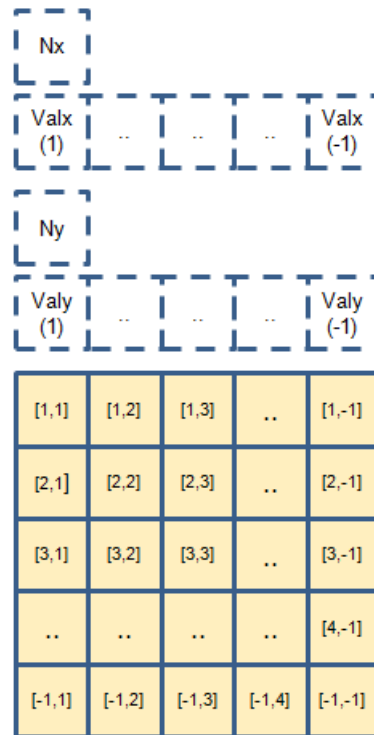 Nx
Valx .. .. .. Valx
(1) (-1)
Ny
Valy .. .. .. Valy
(1) (-1)
[1,1] [1,2] [1,3] .. [1,-1]
[2,1] [2,2] [2,3] .. [2,-1]
[3,1] [3,2] [3,3] .. [3,-1]
.. .. .. .. [4,-1]
[-1,1] [-1,2] [-1,3] [-1,4] [-1,-1]